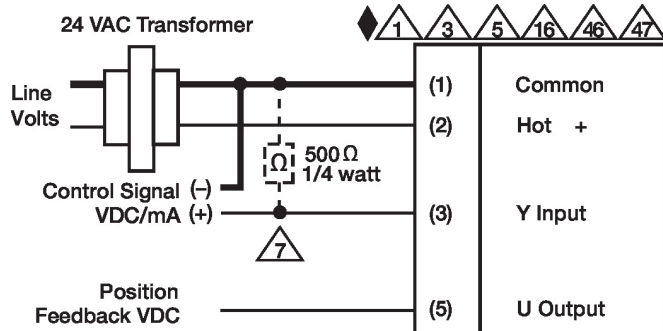 24 VAC Transformer
1 3 5 16 46 47
Line
Volts
(1) Common
(2) Hot +
Ω 500 Ω
1/4 watt
Control Signal (–)
VDC/mA (+)
(3) Y Input
7
Position
Feedback VDC
(5) U Output